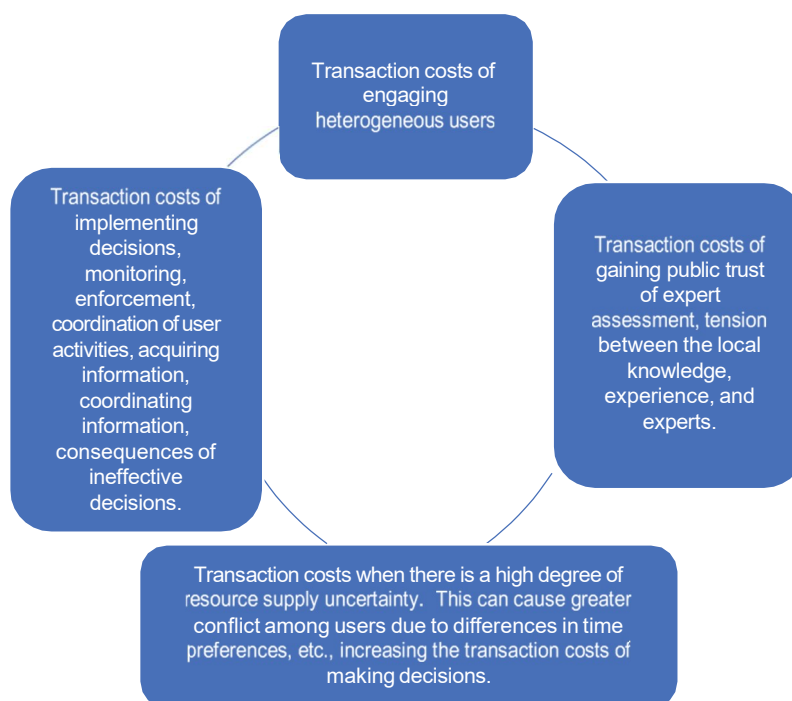 Transaction costs of
engaging
heterogeneous users
Transaction costs of
gaining public trust
of expert
assessment, tension
between the local
knowledge,
experience, and
experts.
Transaction costs when there is a high degree of
resource supply uncertainty. This can cause greater
conflict among users due to differences in time
preferences, etc., increasing the transaction costs of
making decisions.
Transaction costs of
implementing
decisions,
monitoring,
enforcement,
coordination of user
activities, acquiring
information,
coordinating
information,
consequences of
ineffective
decisions.